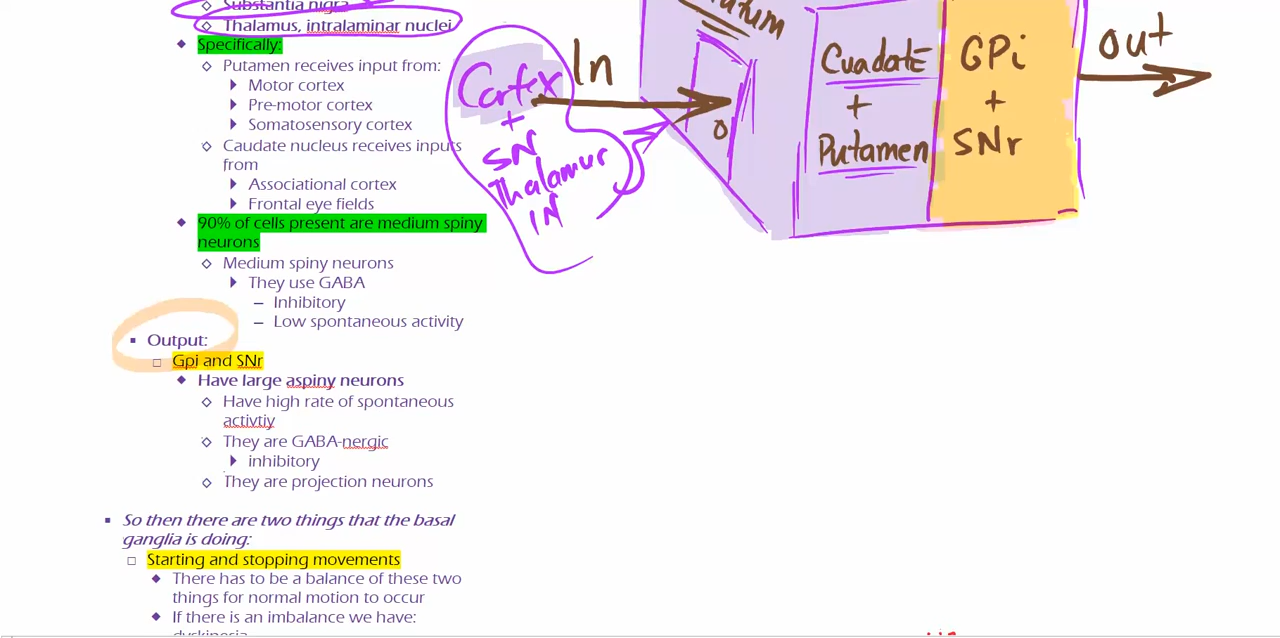 Substantia nigra
Thalamus, intralaminar nuclei
Specifically:
Putamen receives input from:
Motor cortex
Pre-motor cortex
Somatosensory cortex
Caudate nucleus receives inputs
from
Associational cortex
Frontal eye fields
90% of cells present are medium spiny
neurons
Medium spiny neurons
They use GABA
– Inhibitory
– Low spontaneous activity
Output:
Gpi and SNr
Have large aspiny neurons
Have high rate of spontaneous
activtiy
They are GABA-nergic
inhibitory
They are projection neurons
So then there are two things that the basal
ganglia is doing:
Starting and stopping movements
There has to be a balance of these two
things for normal motion to occur
If there is an imbalance we have:
dyskinesia
Cortex
+
SN
Thalamus
IN
In
Cuadate
+
Putamen
GPi
+
SNr
out